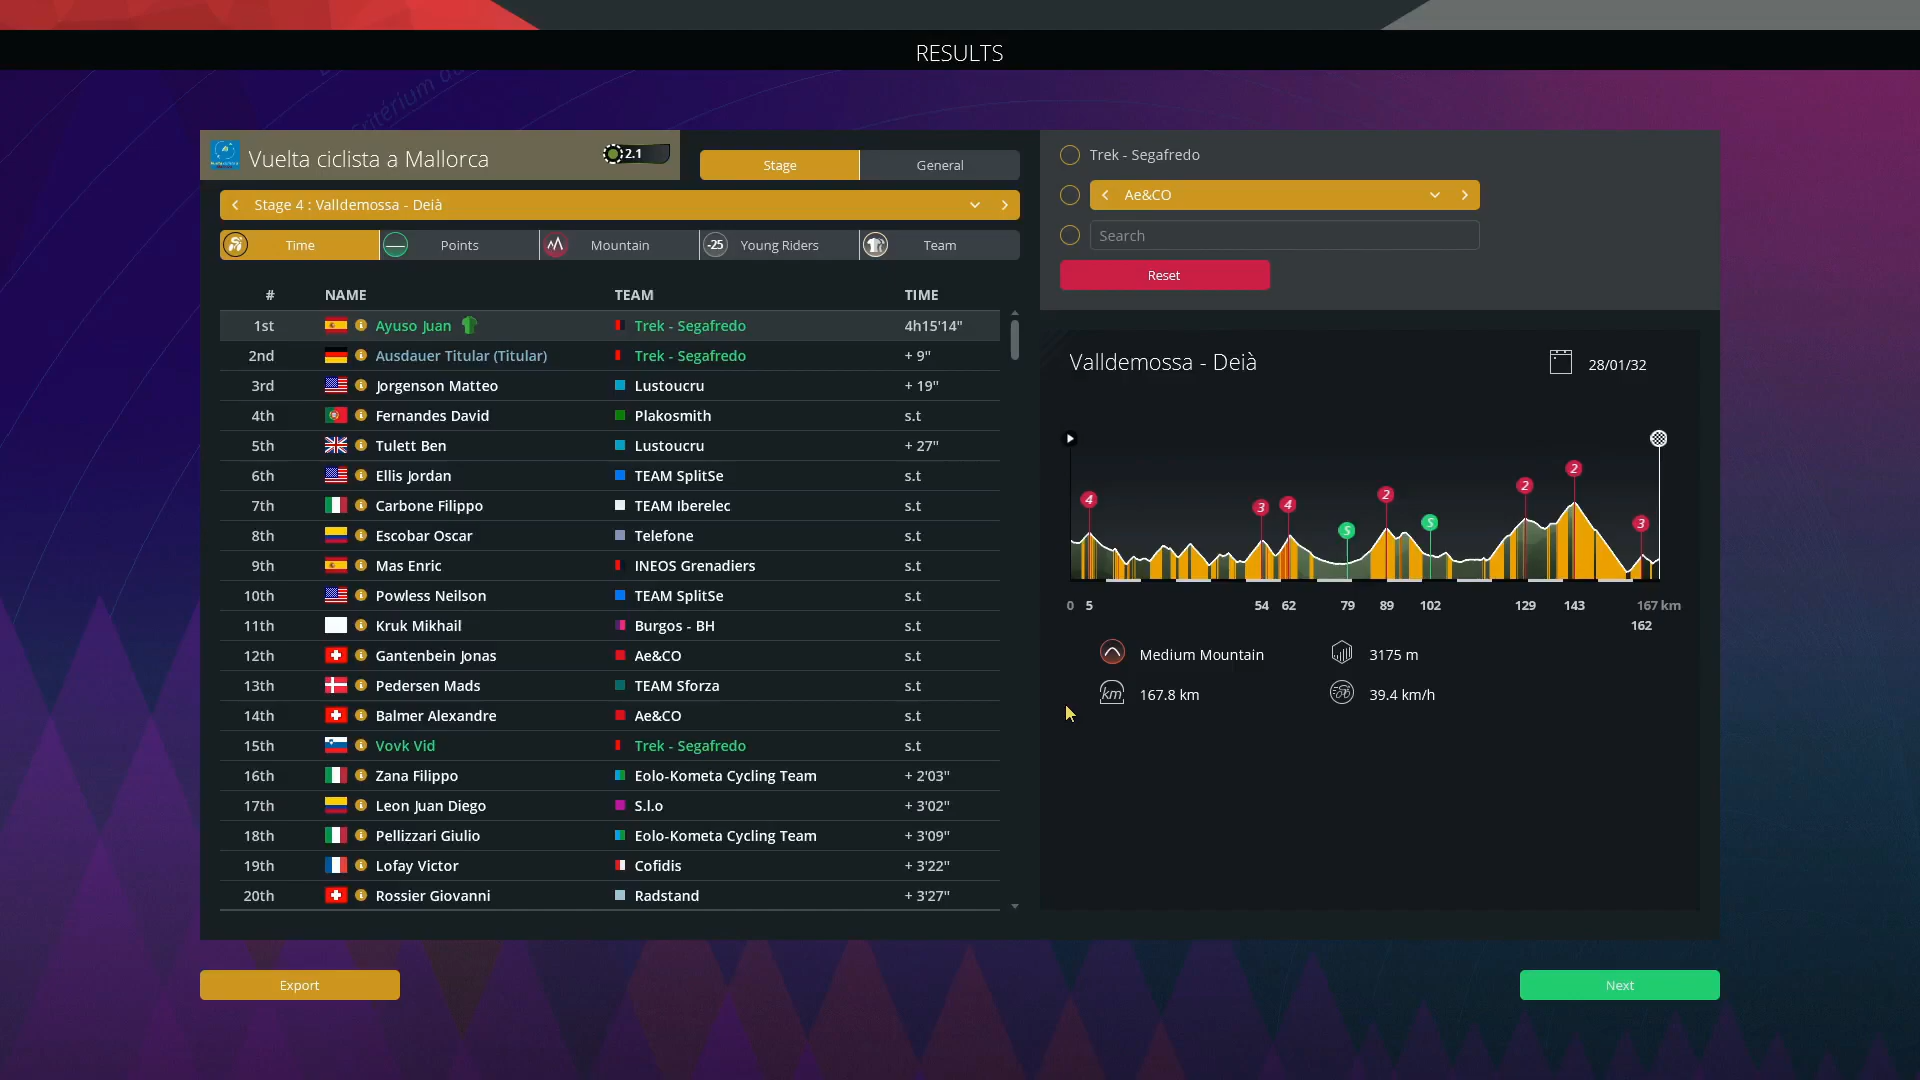 RESULTS
Vuelta ciclista a Mallorca
2.1
Stage
General
Stage 4 : Valldemossa - Deià
Time
Points
Mountain
-25 Young Riders
Team
# NAME TEAM TIME
1st Ayuso Juan Trek - Segafredo 4h15'14''
2nd Ausdauer Titular (Titular) Trek - Segafredo + 9''
3rd Jorgenson Matteo Lustoucru + 19''
4th Fernandes David Plakosmith s.t
5th Tulett Ben Lustoucru + 27''
6th Ellis Jordan TEAM SplitSe s.t
7th Carbone Filippo TEAM Iberelec s.t
8th Escobar Oscar Telefone s.t
9th Mas Enric INEOS Grenadiers s.t
10th Powless Neilson TEAM SplitSe s.t
11th Kruk Mikhail Burgos - BH s.t
12th Gantenbein Jonas Ae&CO s.t
13th Pedersen Mads TEAM Sforza s.t
14th Balmer Alexandre Ae&CO s.t
15th Vovk Vid Trek - Segafredo s.t
16th Zana Filippo Eolo-Kometa Cycling Team + 2'03''
17th Leon Juan Diego S.l.o + 3'02''
18th Pellizzari Giulio Eolo-Kometa Cycling Team + 3'09''
19th Lofay Victor Cofidis + 3'22''
20th Rossier Giovanni Radstand + 3'27''
Export
Trek - Segafredo
Ae&CO
Search
Reset
Valldemossa - Deià
28/01/32
4 3 4 S 2 S 2 2 3
0 5 54 62 79 89 102 129 143 167 km
162
Medium Mountain
3175 m
km 167.8 km
39.4 km/h
Next